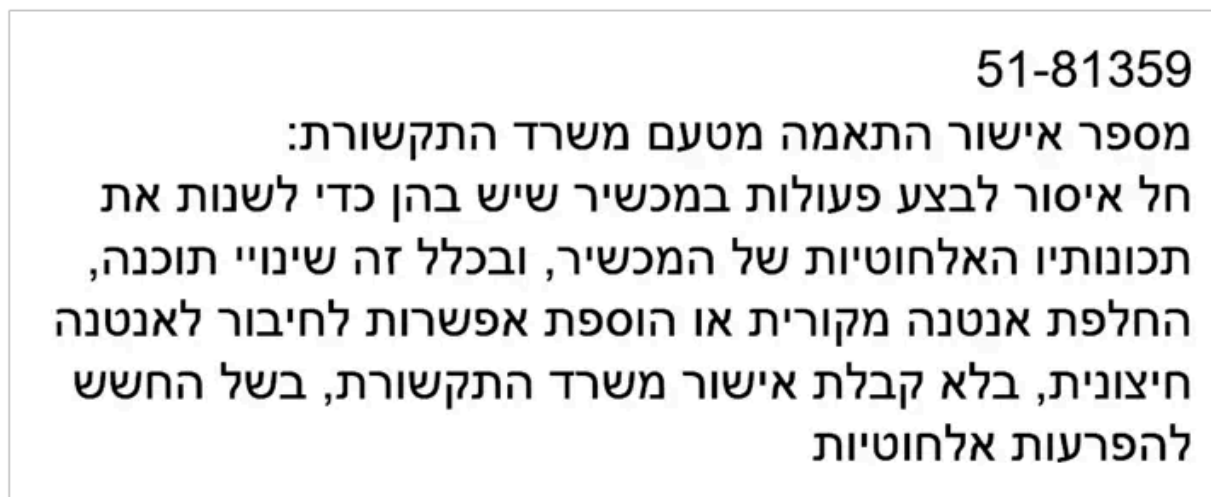 51-81359
מספר אישור התאמה מטעם משרד התקשורת:
חל איסור לבצע פעולות במכשיר שיש בהן כדי לשנות את
תכונותיו האלחוטיות של המכשיר, ובכלל זה שינויי תוכנה,
החלפת אנטנה מקורית או הוספת אפשרות לחיבור לאנטנה
חיצונית, בלא קבלת אישור משרד התקשורת, בשל החשש
להפרעות אלחוטיות